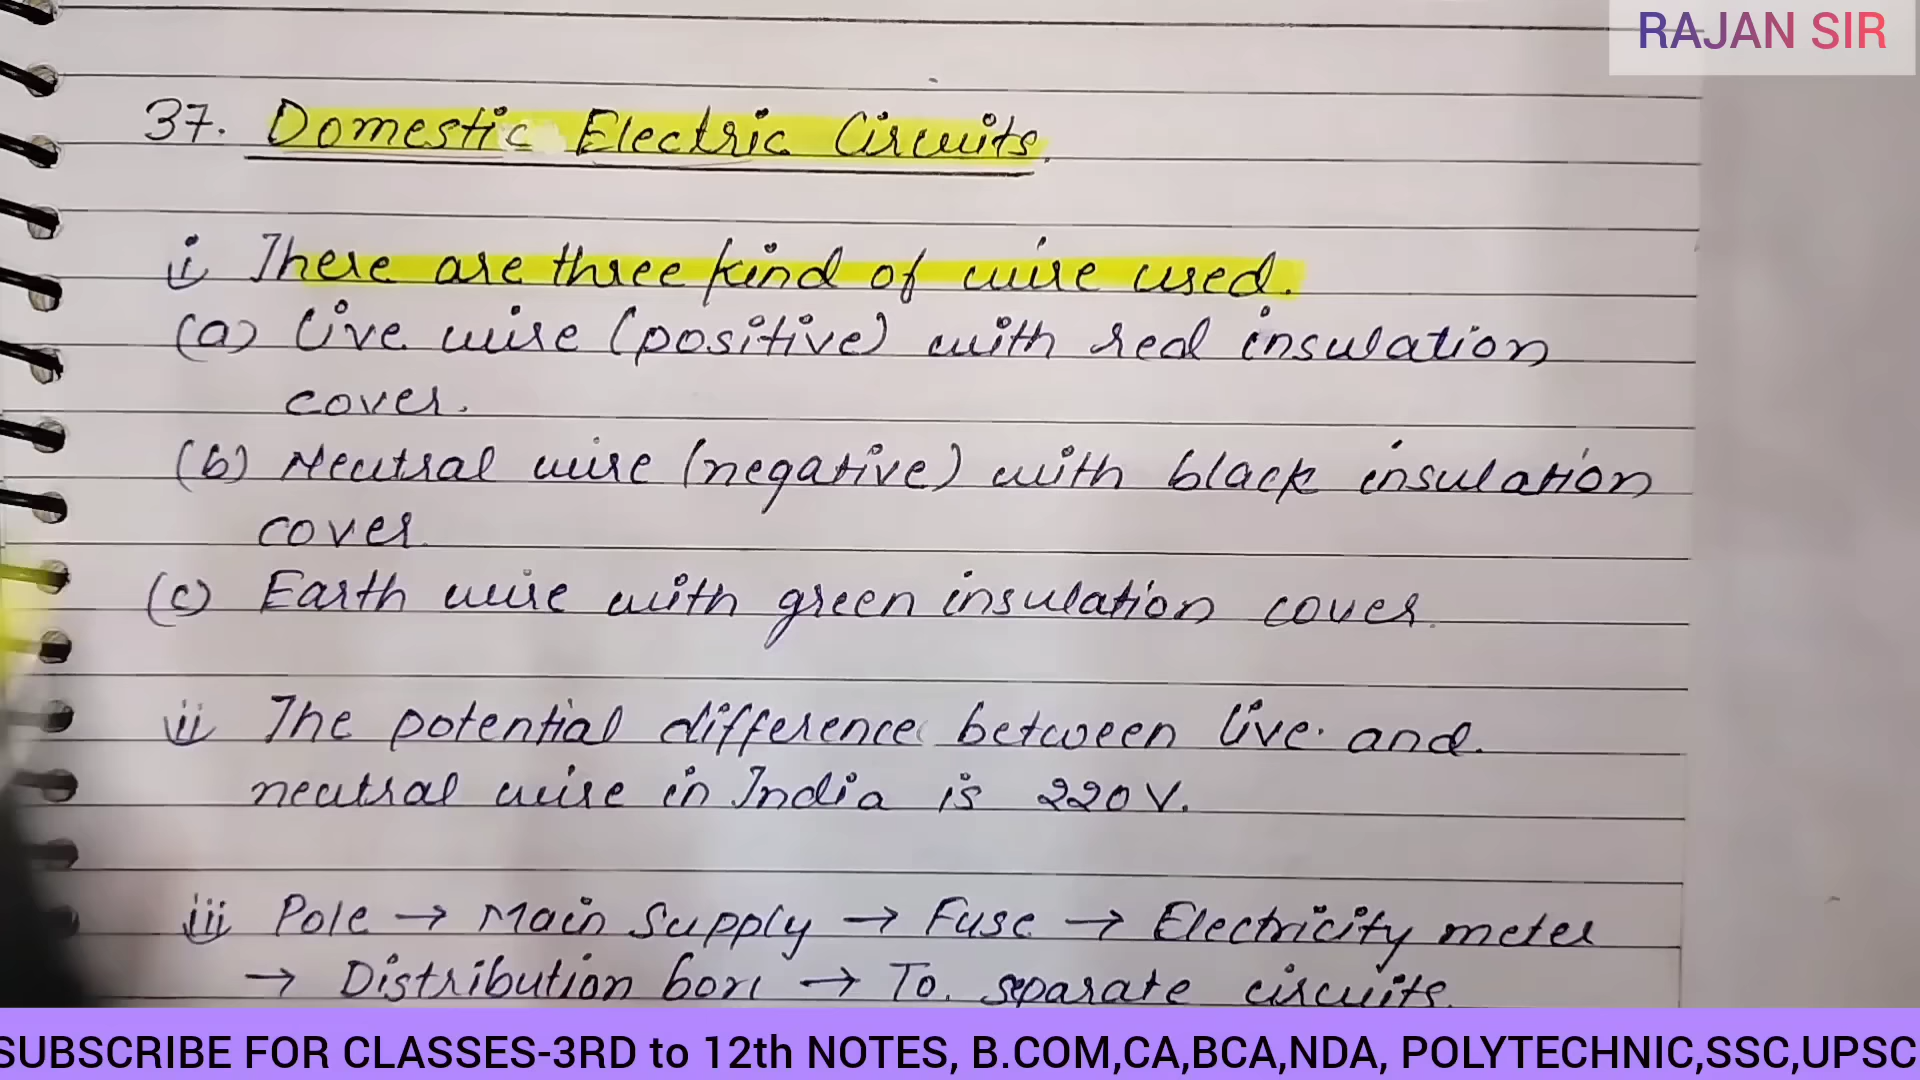 RAJAN SIR
37. Domestic Electric Circuits.
i There are three kind of wire used.
(a) Live wire (positive) with red insulation
cover.
(b) Neutral wire (negative) with black insulation
cover
(c) Earth wire with green insulation cover.
ii The potential difference between live and
neutral wire in India is 220 V.
iii Pole → Main Supply → Fuse → Electricity meter
→ Distribution box → To separate circuits.
SUBSCRIBE FOR CLASSES-3RD to 12th NOTES, B.COM,CA,BCA,NDA, POLYTECHNIC,SSC,UPSC